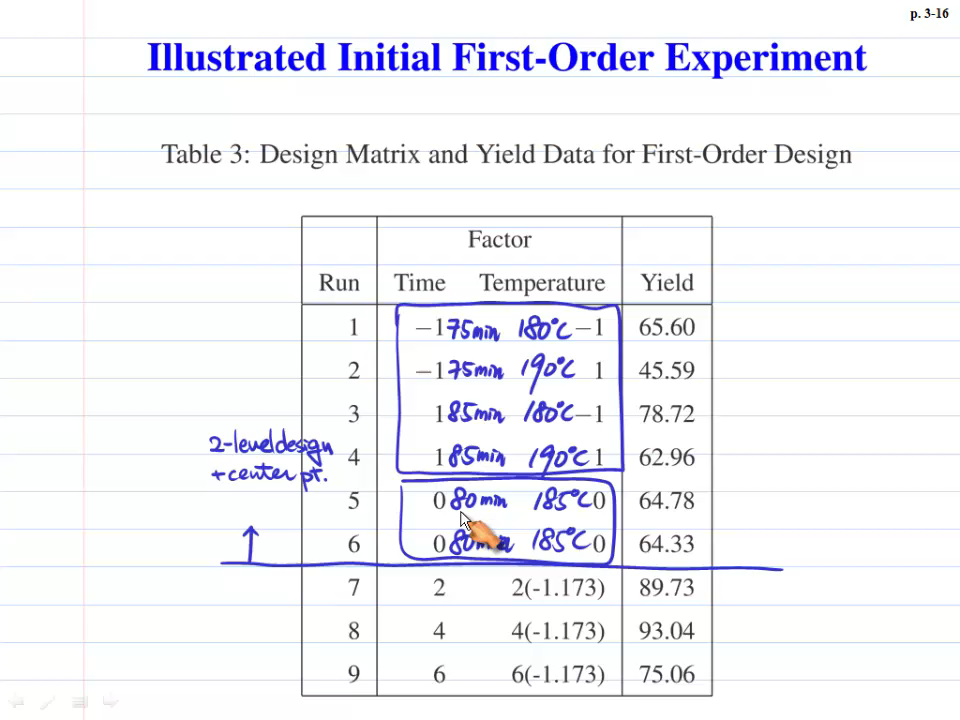 p. 3-16
Illustrated Initial First-Order Experiment
Table 3: Design Matrix and Yield Data for First-Order Design
Factor
Run Time Temperature Yield
1 −1 75min 180°C −1 65.60
2 −1 75min 190°C 1 45.59
3 1 85min 180°C −1 78.72
2-level design
4 1 85min 190°C 1 62.96
+center pt.
5 0 80min 185°C 0 64.78
6 0 80min 185°C 0 64.33
7 2 2(-1.173) 89.73
8 4 4(-1.173) 93.04
9 6 6(-1.173) 75.06